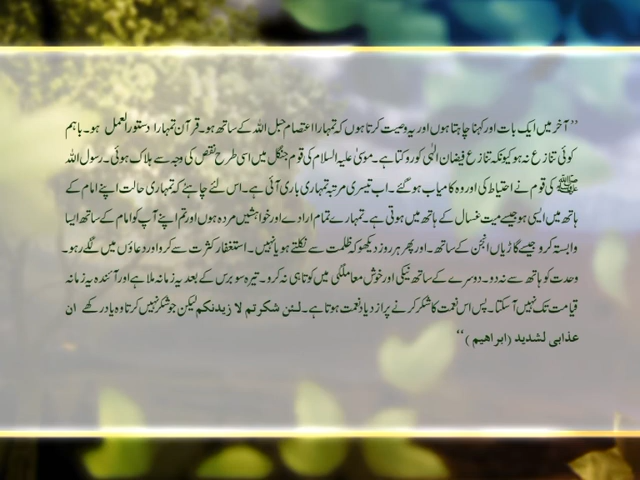 ’’آخر میں ایک بات اور کہنا چاہتا ہوں اور یہ وصیت کرتا ہوں کہ تمہارا اعتصام حبل اللہ کے ساتھ ہو۔ قرآن تمہارا دستور العمل ہو۔ باہم
کوئی تنازع نہ ہو کیونکہ تنازع فیضان الٰہی کو روکتا ہے۔ موسیٰ علیہ السلام کی قوم جنگل میں اسی طرح نقص کی وجہ سے ہلاک ہوئی۔ رسول اللہ
ﷺ کی قوم نے احتیاط کی اور وہ کامیاب ہو گئے۔ اب تیسری مرتبہ تمہاری باری آئی ہے۔ اس لئے چاہئے کہ تمہاری حالت اپنے امام کے
ہاتھ میں ایسی ہو جیسے میت غسال کے ہاتھ میں ہوتی ہے۔ تمہارے تمام ارادے اور خواہشیں مردہ ہوں اور تم اپنے آپ کو امام کے ساتھ ایسا
وابستہ کرو جیسے گاڑیاں انجن کے ساتھ۔ اور پھر ہر روز دیکھو کہ ظلمت سے نکلتے ہو یا نہیں۔ استغفار کثرت سے کرو اور دعاؤں میں لگے رہو۔
وحدت کو ہاتھ سے نہ دو۔ دوسرے کے ساتھ نیکی اور خوش معاملگی میں کوتاہی نہ کرو۔ تیرہ سو برس کے بعد یہ زمانہ ملا ہے اور آئندہ یہ زمانہ
قیامت تک نہیں آ سکتا۔ پس اس نعمت کا شکر کرو۔ کیونکہ شکر کرنے پر ازدیاد نعمت ہوتا ہے۔ لئن شکرتم لا زیدنکم لیکن جو شکر نہیں کرتا وہ یاد رکھے ان
عذابی لشدید (ابراھیم)‘‘